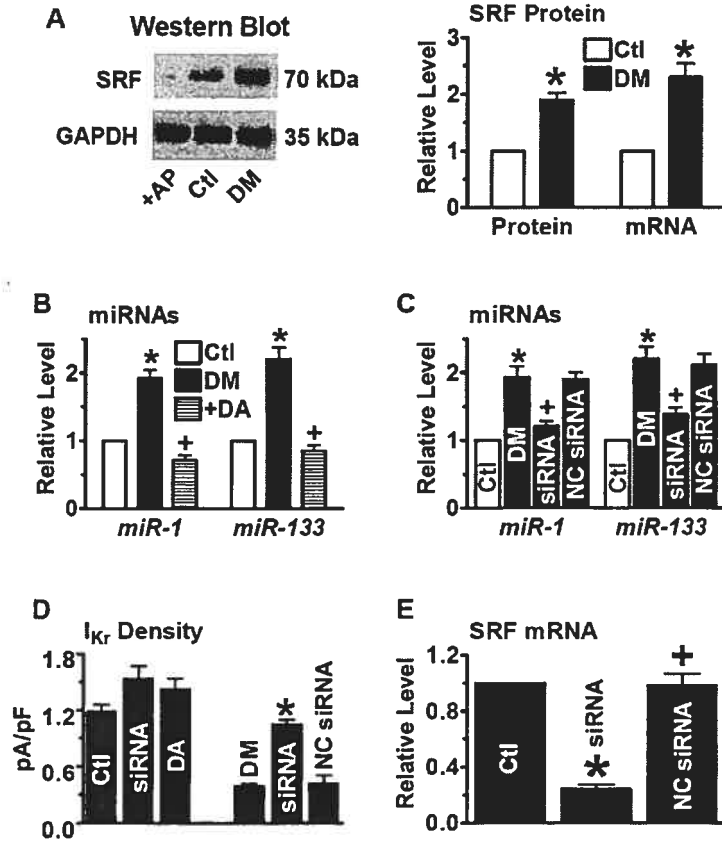 A
Western Blot
SRF
70 kDa
GAPDH
35 kDa
+AP
Ctl
DM
SRF Protein
Relative Level
3
2
1
0
Ctl
DM
*
*
Protein
mRNA
B
miRNAs
Relative Level
2
1
0
Ctl
DM
+DA
*
+
*
+
miR-1
miR-133
C
miRNAs
Relative Level
2
1
0
Ctl
DM
siRNA
NC siRNA
*
+
Ctl
DM
siRNA
NC siRNA
*
+
miR-1
miR-133
D
IKr Density
pA/pF
1.8
1.2
0.6
0.0
Ctl
siRNA
DA
DM
siRNA
*
NC siRNA
E
SRF mRNA
Relative Level
1.2
0.8
0.4
0.0
Ctl
siRNA
*
NC siRNA
+